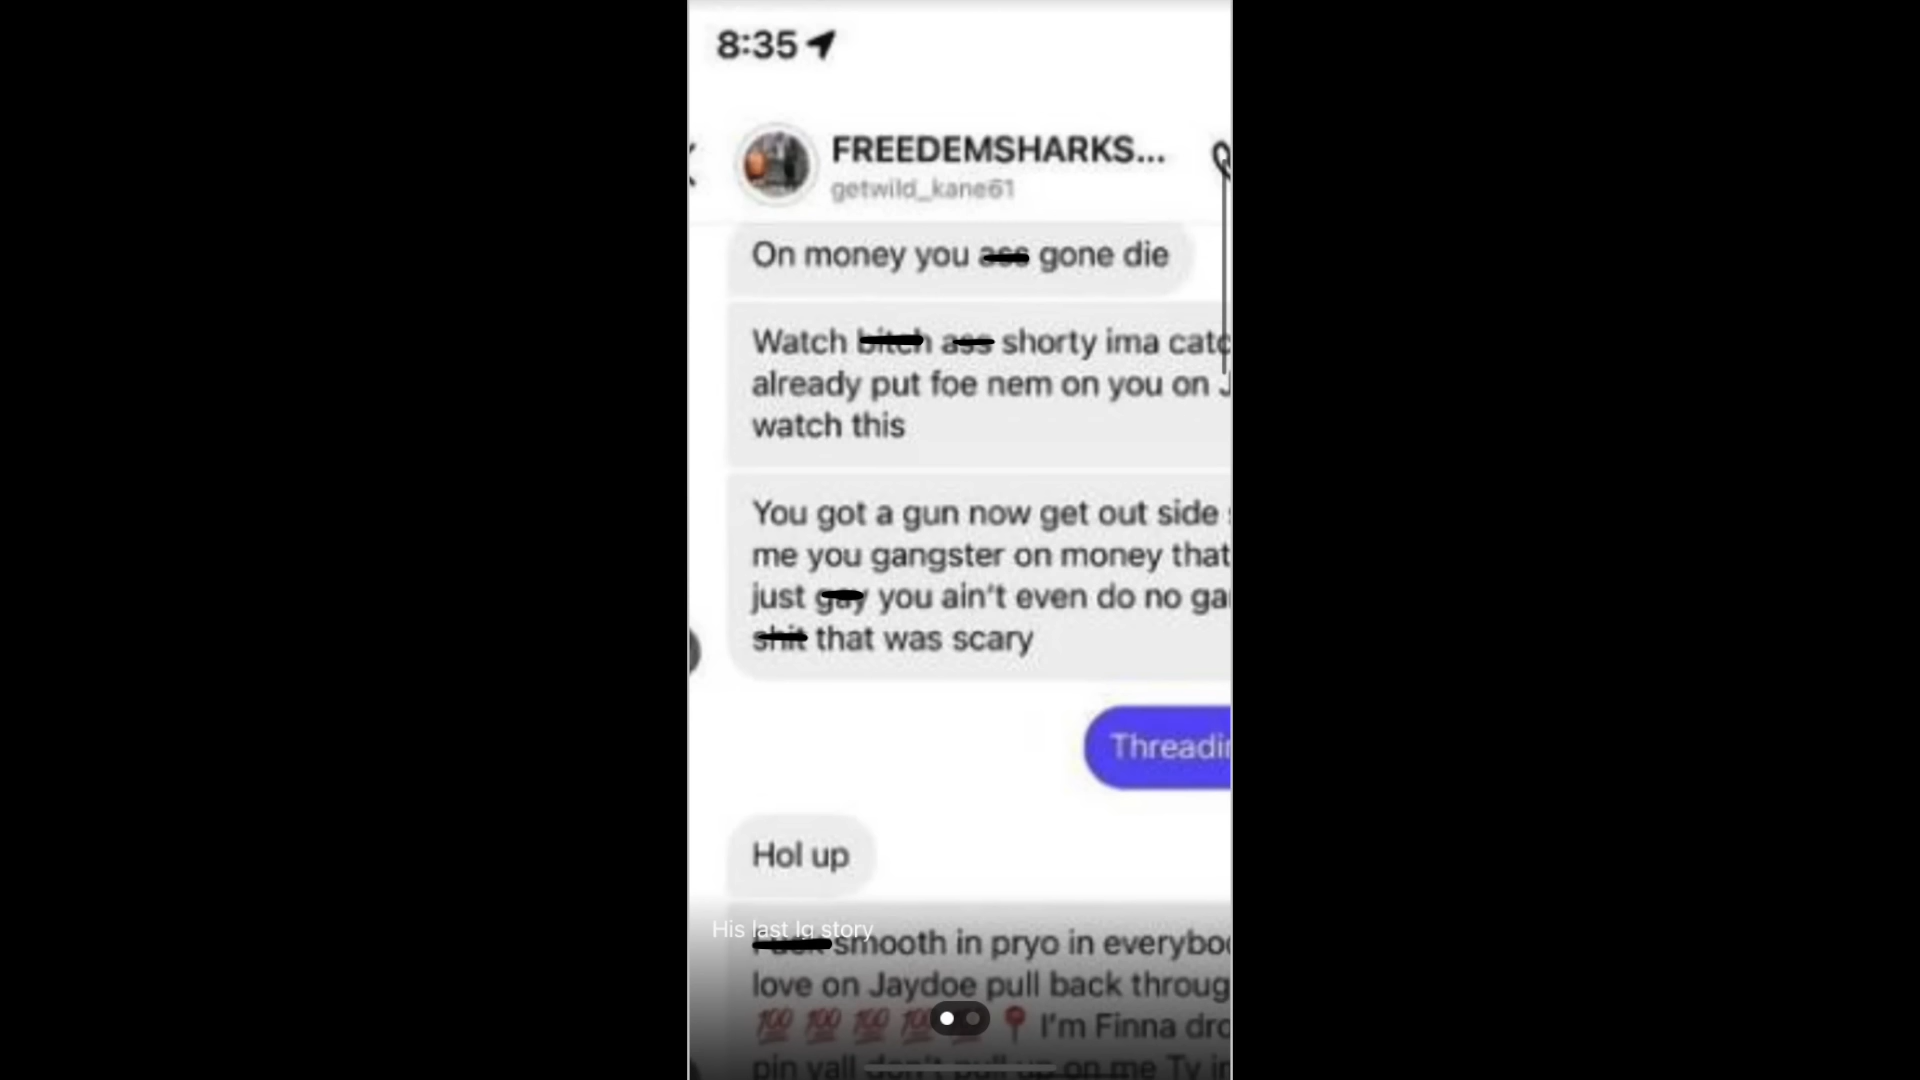 8:35
FREEDEMSHARKS...
getwild_kane61
On money you ass gone die
Watch bitch ass shorty ima catc
already put foe nem on you on J
watch this
You got a gun now get out side
me you gangster on money that
just gay you ain't even do no ga
shit that was scary
Threadi
Hol up
His last Ig story
smooth in pryo in everyboo
love on Jaydoe pull back throug
💯 💯 💯 💯 💯 📍 I'm Finna dro
pin yall don't pull up on me Ty i